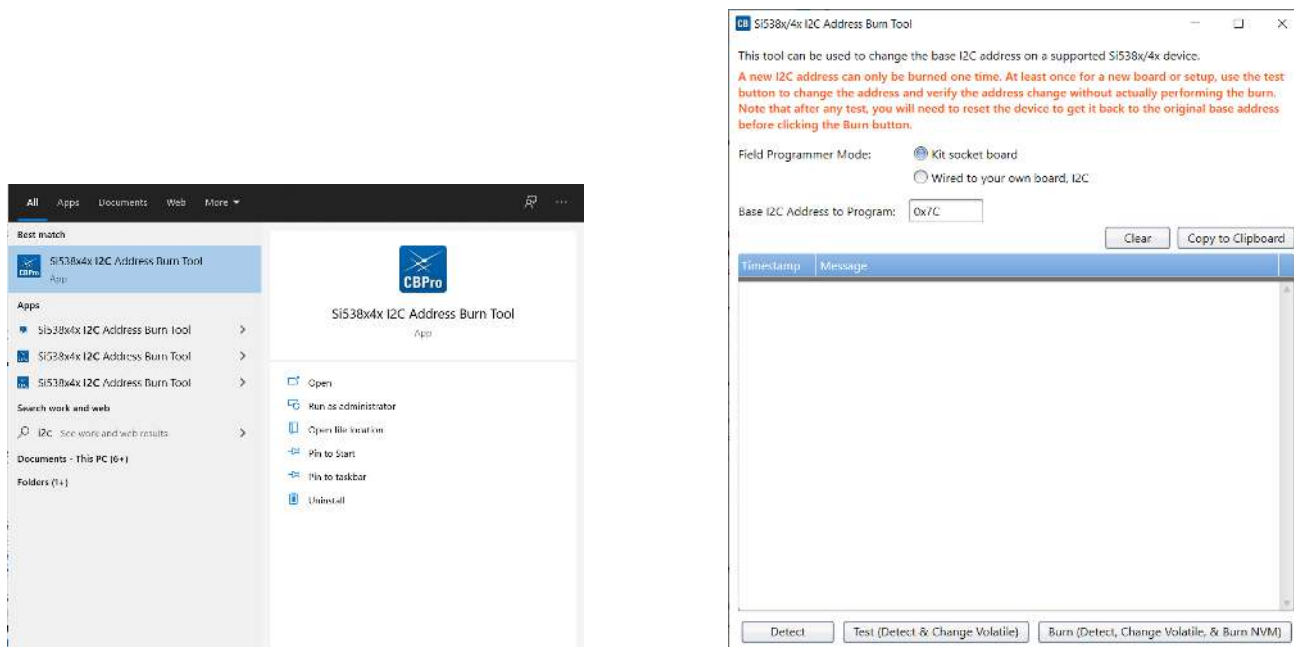 All Apps Documents Web More
Best match
Si538x4x I2C Address Burn Tool
App
Apps
Si538x4x I2C Address Burn Tool
Si538x4x I2C Address Burn Tool
Si538x4x I2C Address Burn Tool
Search work and web
i2c See work and web results
Documents - This PC (6+)
Folders (1+)
CBPro
CBPro
Si538x4x I2C Address Burn Tool
App
Open
Run as administrator
Open file location
Pin to Start
Pin to taskbar
Uninstall
CB Si538x/4x I2C Address Burn Tool
This tool can be used to change the base I2C address on a supported Si538x/4x device.
A new I2C address can only be burned one time. At least once for a new board or setup, use the test
button to change the address and verify the address change without actually performing the burn.
Note that after any test, you will need to reset the device to get it back to the original base address
before clicking the Burn button.
Field Programmer Mode: Kit socket board
Wired to your own board, I2C
Base I2C Address to Program: 0x7C
Clear Copy to Clipboard
Timestamp Message
Detect Test (Detect & Change Volatile) Burn (Detect, Change Volatile, & Burn NVM)